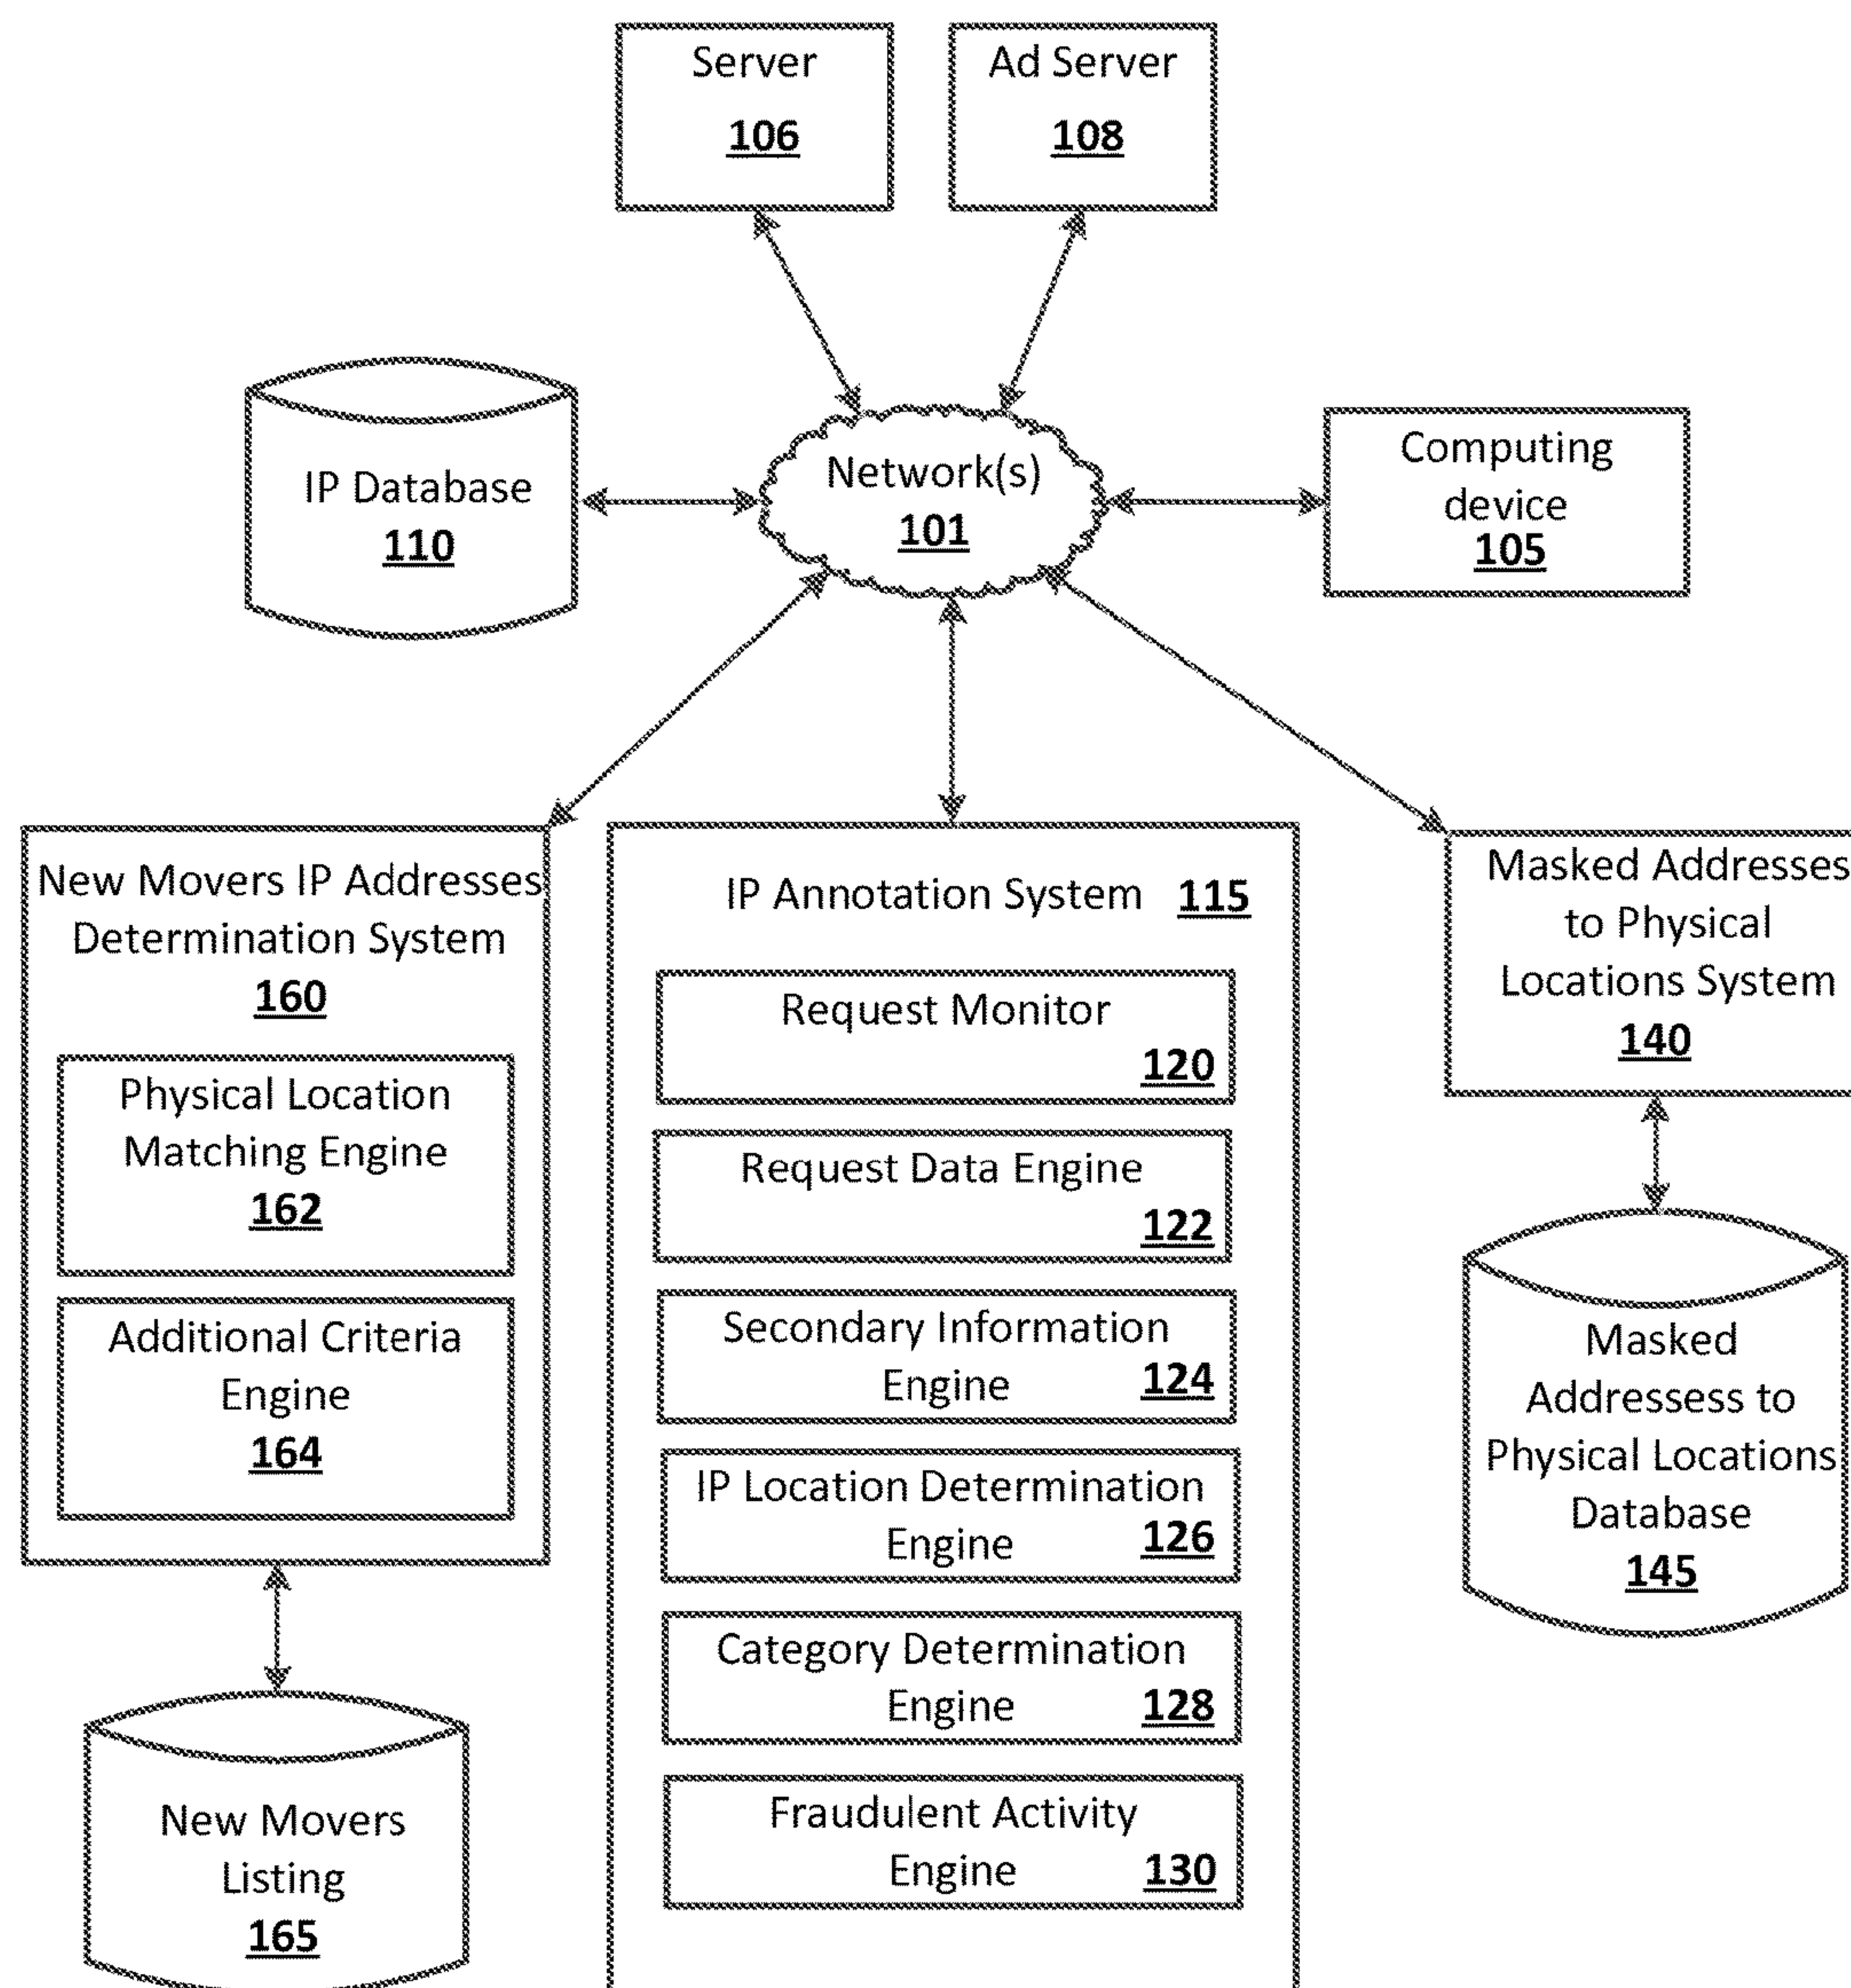 Server
106
Ad Server
108
IP Database
110
Network(s)
101
Computing
device
105
New Movers IP Addresses
Determination System
160
Physical Location
Matching Engine
162
Additional Criteria
Engine
164
New Movers
Listing
165
IP Annotation System 115
Request Monitor
120
Request Data Engine
122
Secondary Information
Engine 124
IP Location Determination
Engine 126
Category Determination
Engine 128
Fraudulent Activity
Engine 130
Masked Addresses
to Physical
Locations System
140
Masked
Addressess to
Physical Locations
Database
145